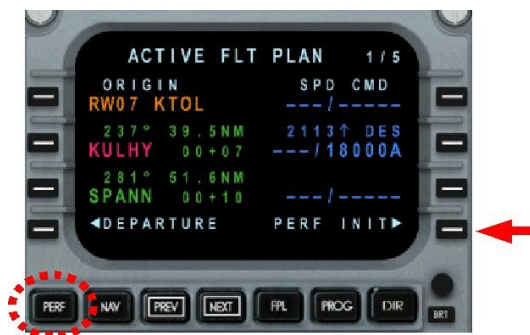 ACTIVE FLT PLAN 1/5
ORIGIN SPD CMD
RW07 KTOL ---/-----
237° 39.5NM 2113↑ DES
KULHY 00+07 ---/18000A
281° 51.6NM
SPANN 00+10 ---/-----
◄DEPARTURE PERF INIT►
PERF NAV PREV NEXT FPL PROG DIR BRT